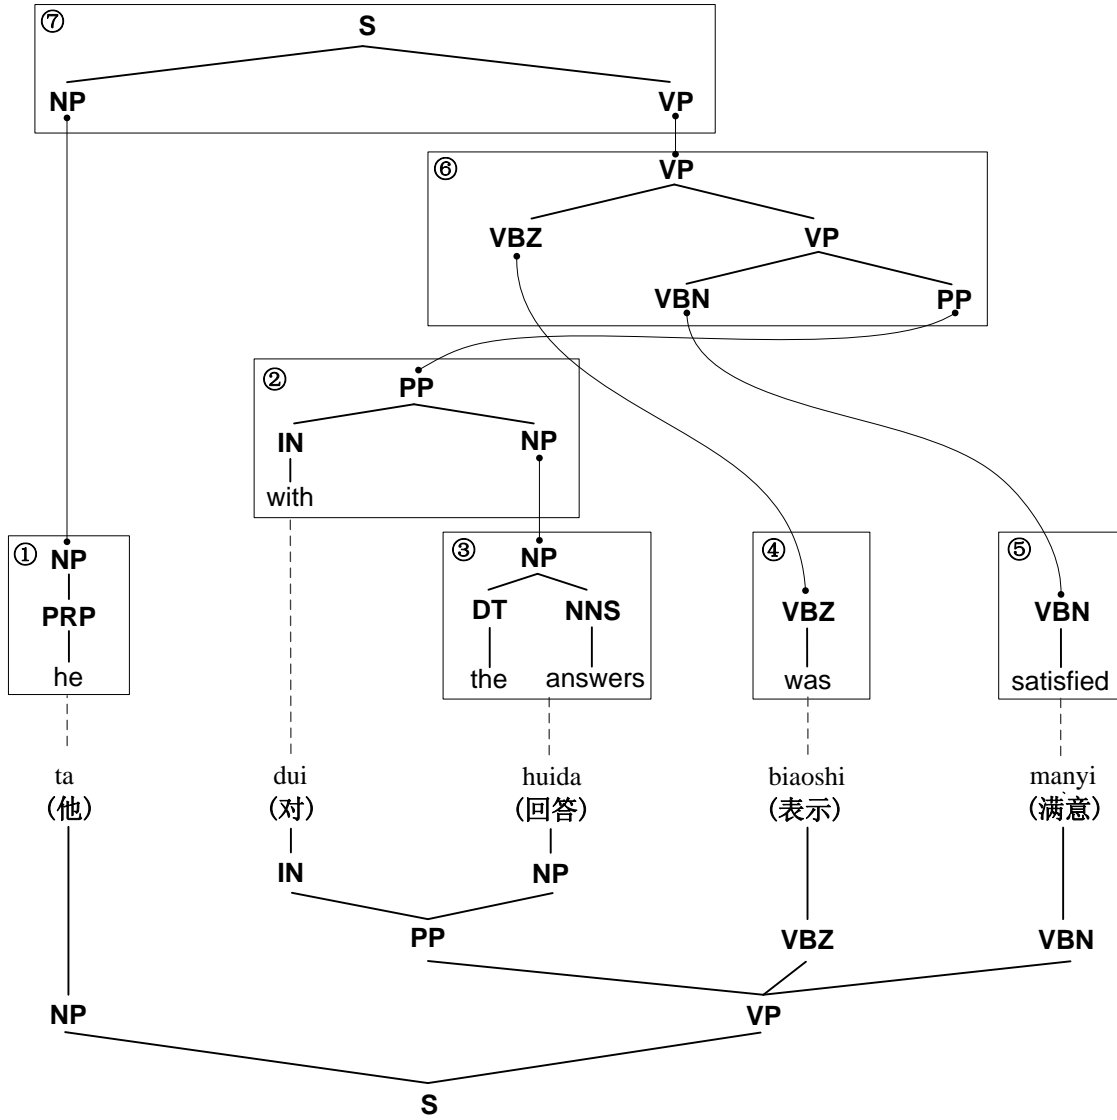 ⑦ S
NP VP
⑥ VP
VBZ VP
VBN PP
② PP
IN NP
with
① NP
③ NP
④
⑤
PRP DT NNS VBZ VBN
he the answers was satisfied
ta dui huida biaoshi manyi
(他) (对) (回答) (表示) (满意)
IN NP
PP VBZ VBN
NP VP
S